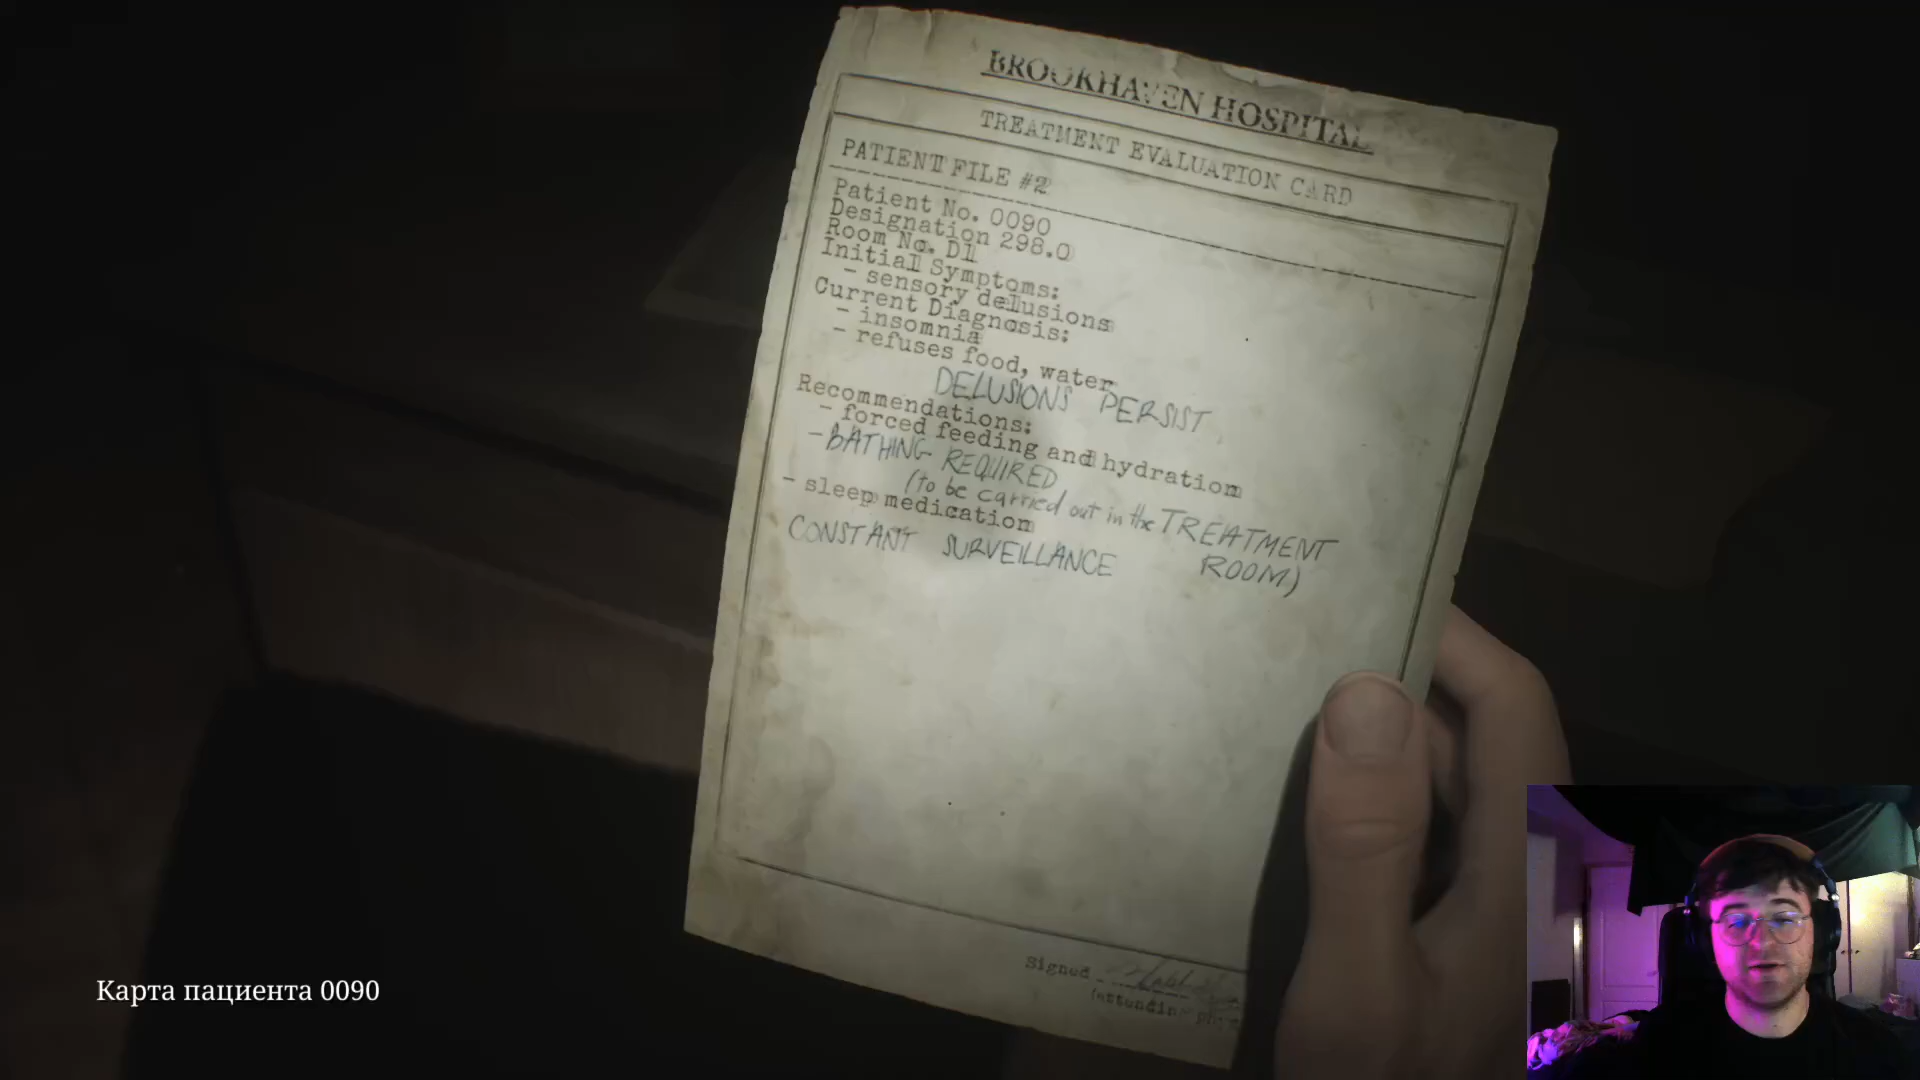 BROOKHAVEN HOSPITAL
TREATMENT EVALUATION CARD
PATIENT FILE #2
Patient No. 0090
Designation 298.0
Room No. D1
Initial Symptoms:
- sensory delusions
Current Diagnosis:
- insomnia
- refuses food, water
DELUSIONS PERSIST
Recommendations:
- forced feeding and hydration
- BATHING REQUIRED
(to be carried out in the TREATMENT
ROOM)
- sleep medication
CONSTANT SURVEILLANCE
Signed
Карта пациента 0090